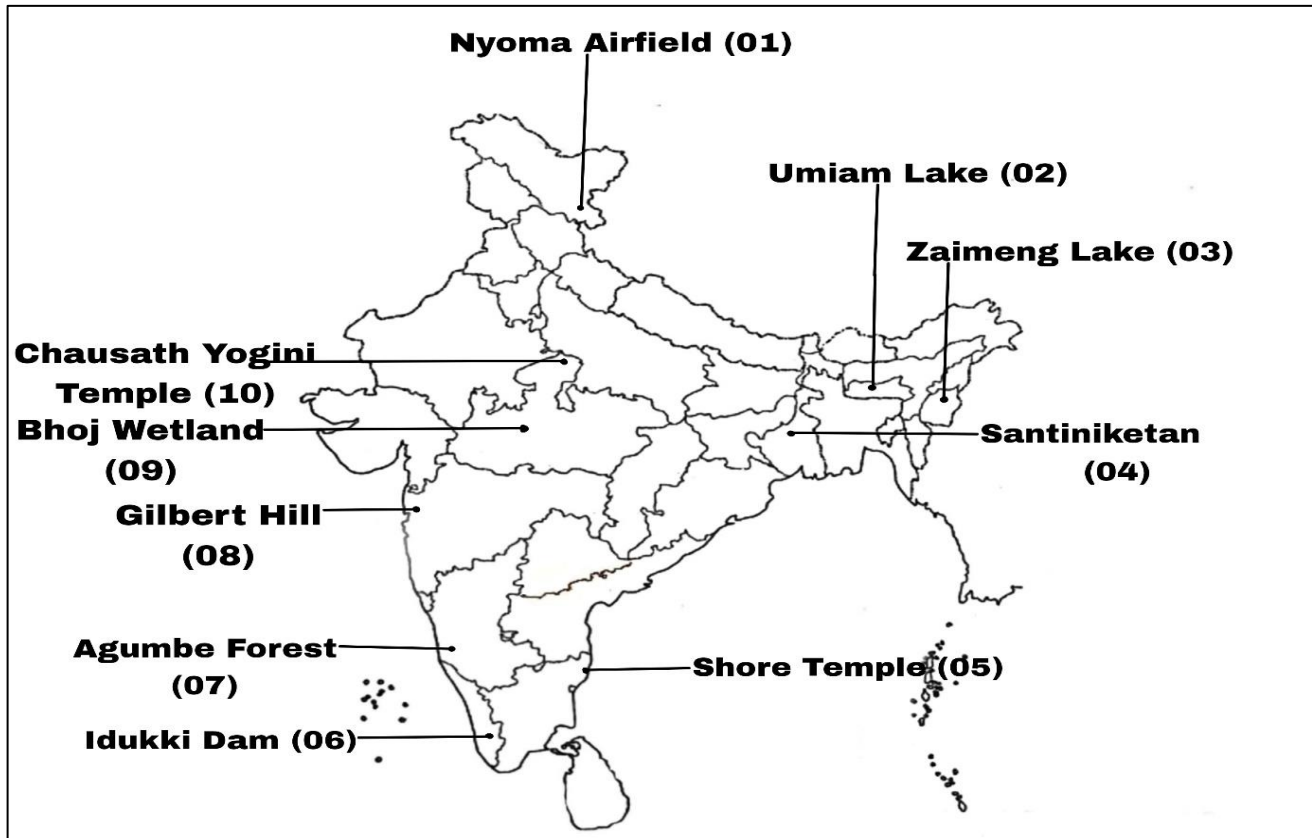 Nyoma Airfield (01)
Umiam Lake (02)
Zaimeng Lake (03)
Chausath Yogini
Temple (10)
Bhoj Wetland
(09)
Santiniketan
(04)
Gilbert Hill
(08)
Agumbe Forest
(07)
Shore Temple (05)
Idukki Dam (06)